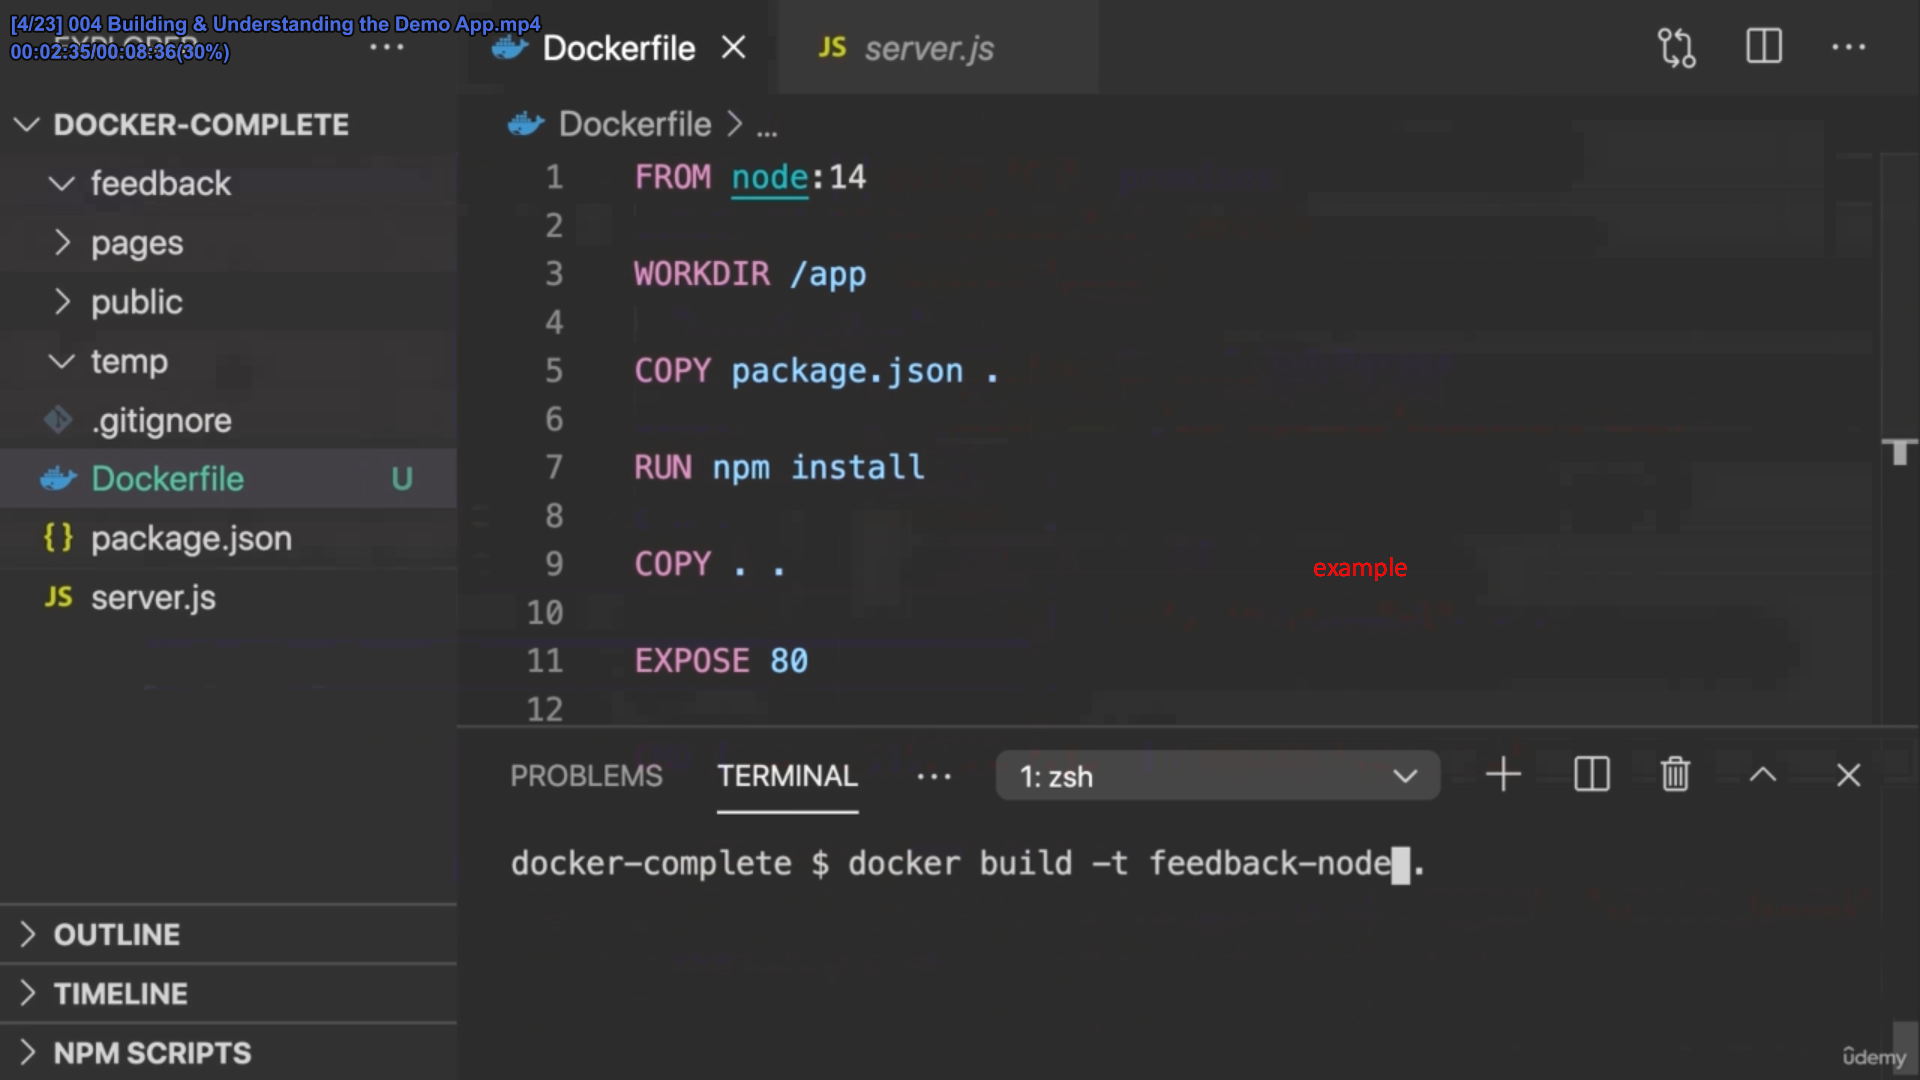 [4/23] 004 Building & Understanding the Demo App.mp4
00:02:35/00:08:36(30%)
EXPLORER
Dockerfile
JS server.js
DOCKER-COMPLETE
feedback
pages
public
temp
.gitignore
Dockerfile U
{} package.json
JS server.js
OUTLINE
TIMELINE
NPM SCRIPTS
Dockerfile > ...
1 FROM node:14
2
3 WORKDIR /app
4
5 COPY package.json .
6
7 RUN npm install
8
9 COPY . .
10
11 EXPOSE 80
12
example
PROBLEMS TERMINAL ... 1: zsh
docker-complete $ docker build -t feedback-node .
ûdemy